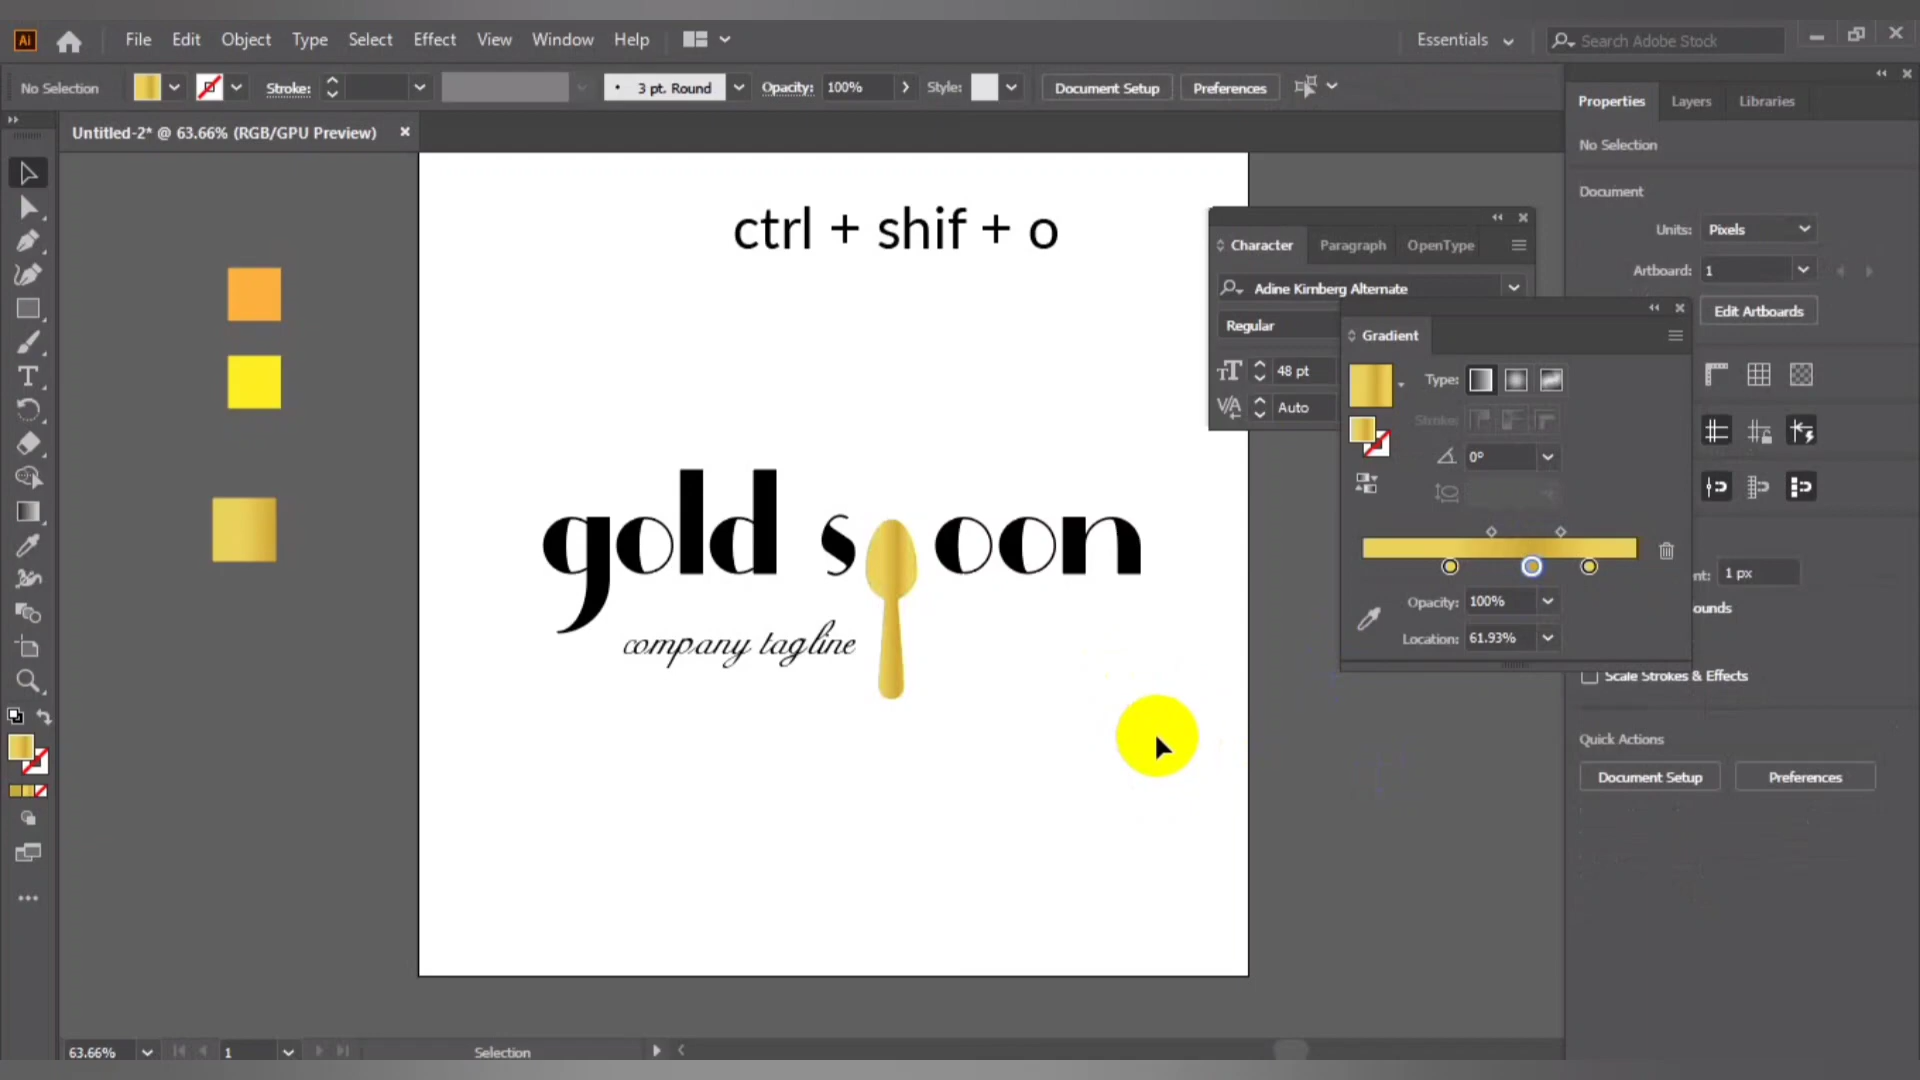 Ai File Edit Object Type Select Effect View Window Help Essentials Search Adobe Stock
No Selection Stroke: 3 pt. Round Opacity: 100% Style: Document Setup Preferences
Untitled-2* @ 63.66% (RGB/GPU Preview)
ctrl + shif + o
gold s oon
company tagline
Character Paragraph OpenType
Adine Kirnberg Alternate
Regular
48 pt
Auto
Gradient
Type:
Stroke:
0°
Opacity: 100%
Location: 61.93%
Properties Layers Libraries
No Selection
Document
Units: Pixels
Artboard: 1
Edit Artboards
nt: 1 px
ounds
Scale Strokes & Effects
Quick Actions
Document Setup Preferences
63.66% 1 Selection